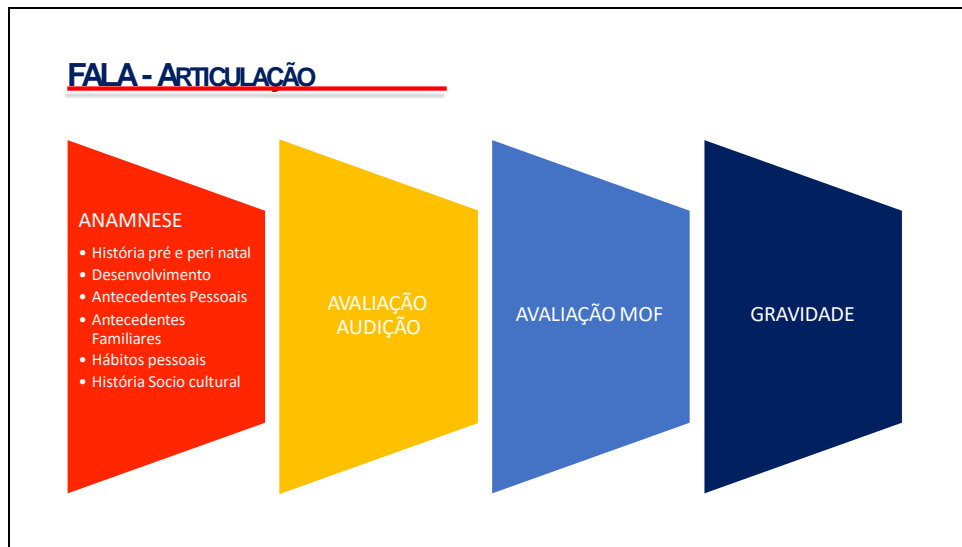 FALA - ARTICULAÇÃO
ANAMNESE
• História pré e peri natal
• Desenvolvimento
• Antecedentes Pessoais
• Antecedentes
Familiares
• Hábitos pessoais
• História Socio cultural
AVALIAÇÃO
AUDIÇÃO
AVALIAÇÃO MOF
GRAVIDADE